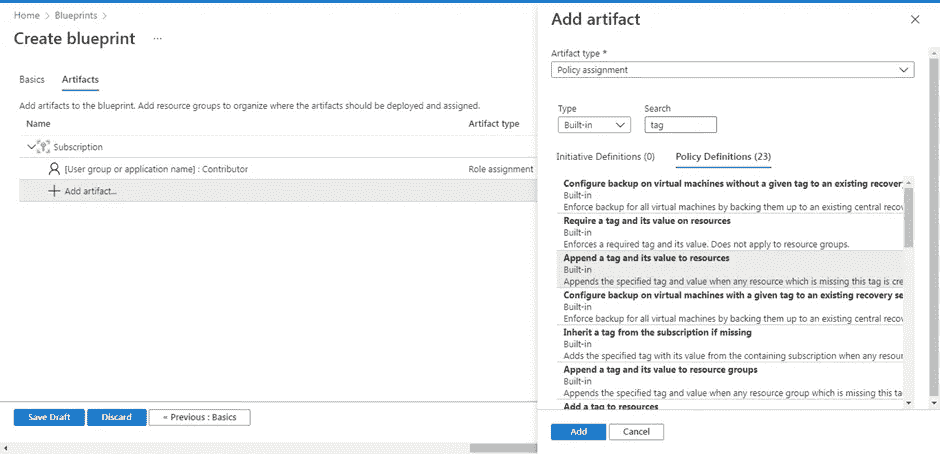 Home > Blueprints >
Create blueprint ...
Basics Artifacts
Add artifacts to the blueprint. Add resource groups to organize where the artifacts should be deployed and assigned.
Name Artifact type
Subscription
[User group or application name] : Contributor Role assignment
Add artifact...
Save Draft Discard « Previous : Basics
Add artifact
Artifact type *
Policy assignment
Type Search
Built-in tag
Initiative Definitions (0) Policy Definitions (23)
Configure backup on virtual machines without a given tag to an existing recovery
Built-in
Enforce backup for all virtual machines by backing them up to an existing central recov
Require a tag and its value on resources
Built-in
Enforces a required tag and its value. Does not apply to resource groups.
Append a tag and its value to resources
Built-in
Appends the specified tag and value when any resource which is missing this tag is cre
Configure backup on virtual machines with a given tag to an existing recovery se
Built-in
Enforce backup for all virtual machines by backing them up to an existing central recov
Inherit a tag from the subscription if missing
Built-in
Adds the specified tag with its value from the containing subscription when any resour
Append a tag and its value to resource groups
Built-in
Appends the specified tag and value when any resource group which is missing this ta
Add a tag to resources
Add Cancel